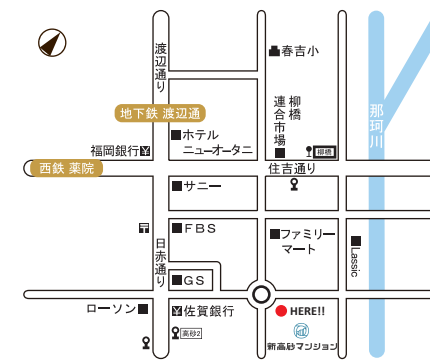 渡辺通り
春吉小
那珂川
柳橋
連合市場
地下鉄 渡辺通
ホテル
ニューオータニ
福岡銀行
柳橋
西鉄 薬院
住吉通り
サニー
FBS
日赤通り
ファミリー
マート
Lassic
GS
ローソン
佐賀銀行
HERE!!
高砂2
新高砂マンション